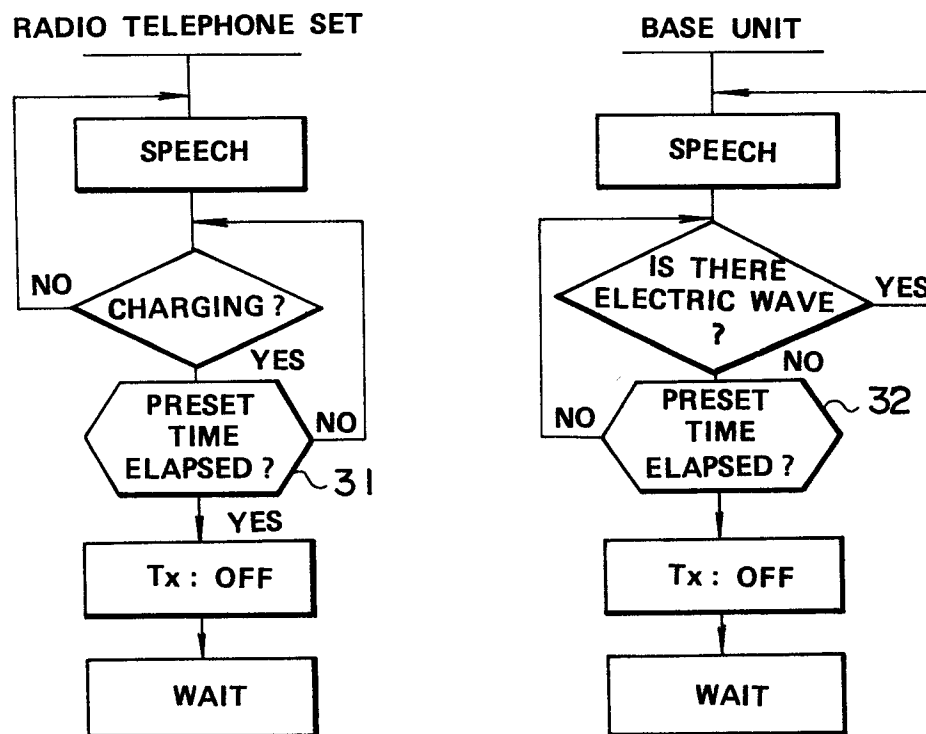 RADIO TELEPHONE SET
SPEECH
NO
CHARGING ?
YES
PRESET
TIME
ELAPSED ?
NO
31
YES
Tx : OFF
WAIT
BASE UNIT
SPEECH
IS THERE
ELECTRIC WAVE
?
YES
NO
PRESET
TIME
ELAPSED ?
NO
32
Tx : OFF
WAIT